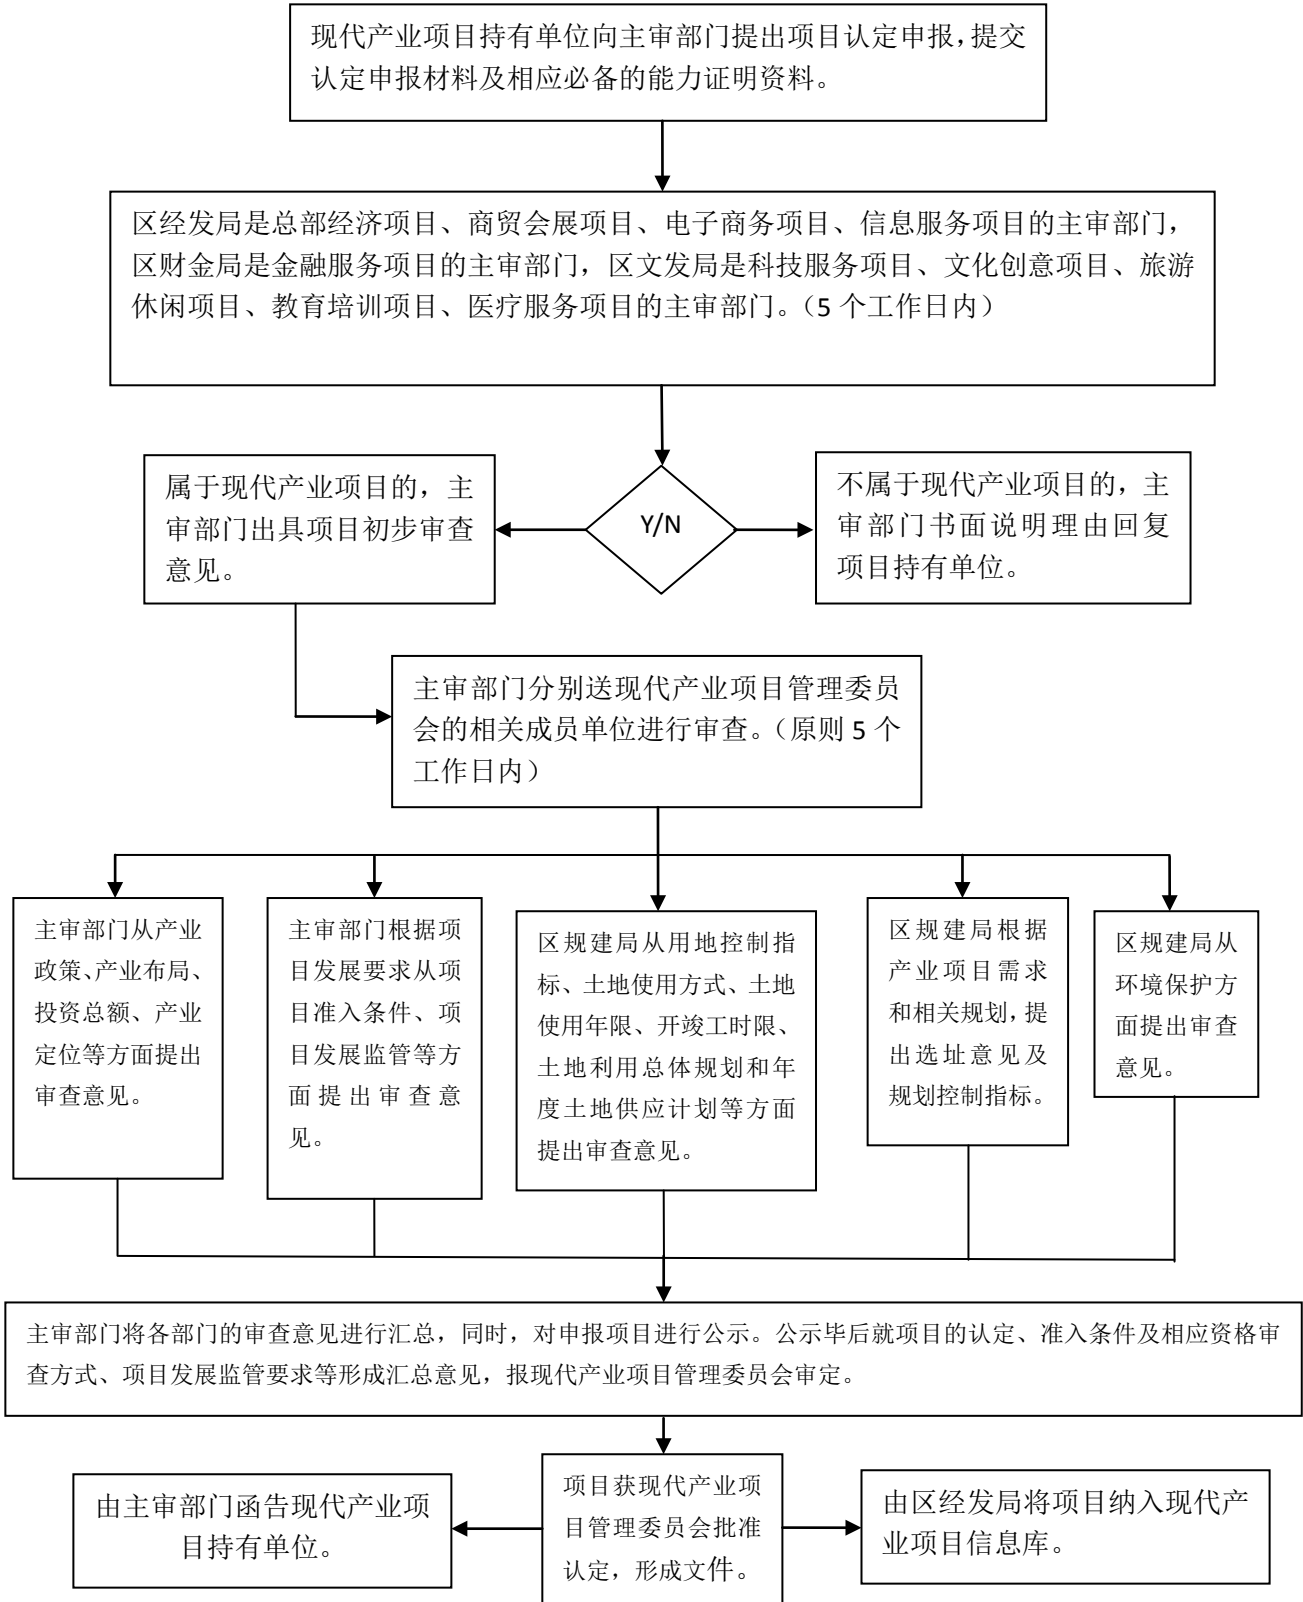 现代产业项目持有单位向主审部门提出项目认定申报，提交
认定申报材料及相应必备的能力证明资料。
区经发局是总部经济项目、商贸会展项目、电子商务项目、信息服务项目的主审部门，
区财金局是金融服务项目的主审部门，区文发局是科技服务项目、文化创意项目、旅游
休闲项目、教育培训项目、医疗服务项目的主审部门。（5 个工作日内）
属于现代产业项目的，主
审部门出具项目初步审查
意见。
Y/N
不属于现代产业项目的，主
审部门书面说明理由回复
项目持有单位。
主审部门分别送现代产业项目管理委员
会的相关成员单位进行审查。（原则 5 个
工作日内）
主审部门从产业
政策、产业布局、
投资总额、产业
定位等方面提出
审查意见。
主审部门根据项
目发展要求从项
目准入条件、项
目发展监管等方
面提出审查意
见。
区规建局从用地控制指
标、土地使用方式、土地
使用年限、开竣工时限、
土地利用总体规划和年
度土地供应计划等方面
提出审查意见。
区规建局根据
产业项目需求
和相关规划，提
出选址意见及
规划控制指标。
区规建局从
环境保护方
面提出审查
意见。
主审部门将各部门的审查意见进行汇总，同时，对申报项目进行公示。公示毕后就项目的认定、准入条件及相应资格审
查方式、项目发展监管要求等形成汇总意见，报现代产业项目管理委员会审定。
由主审部门函告现代产业项
目持有单位。
项目获现代产业项
目管理委员会批准
认定，形成文件。
由区经发局将项目纳入现代产
业项目信息库。